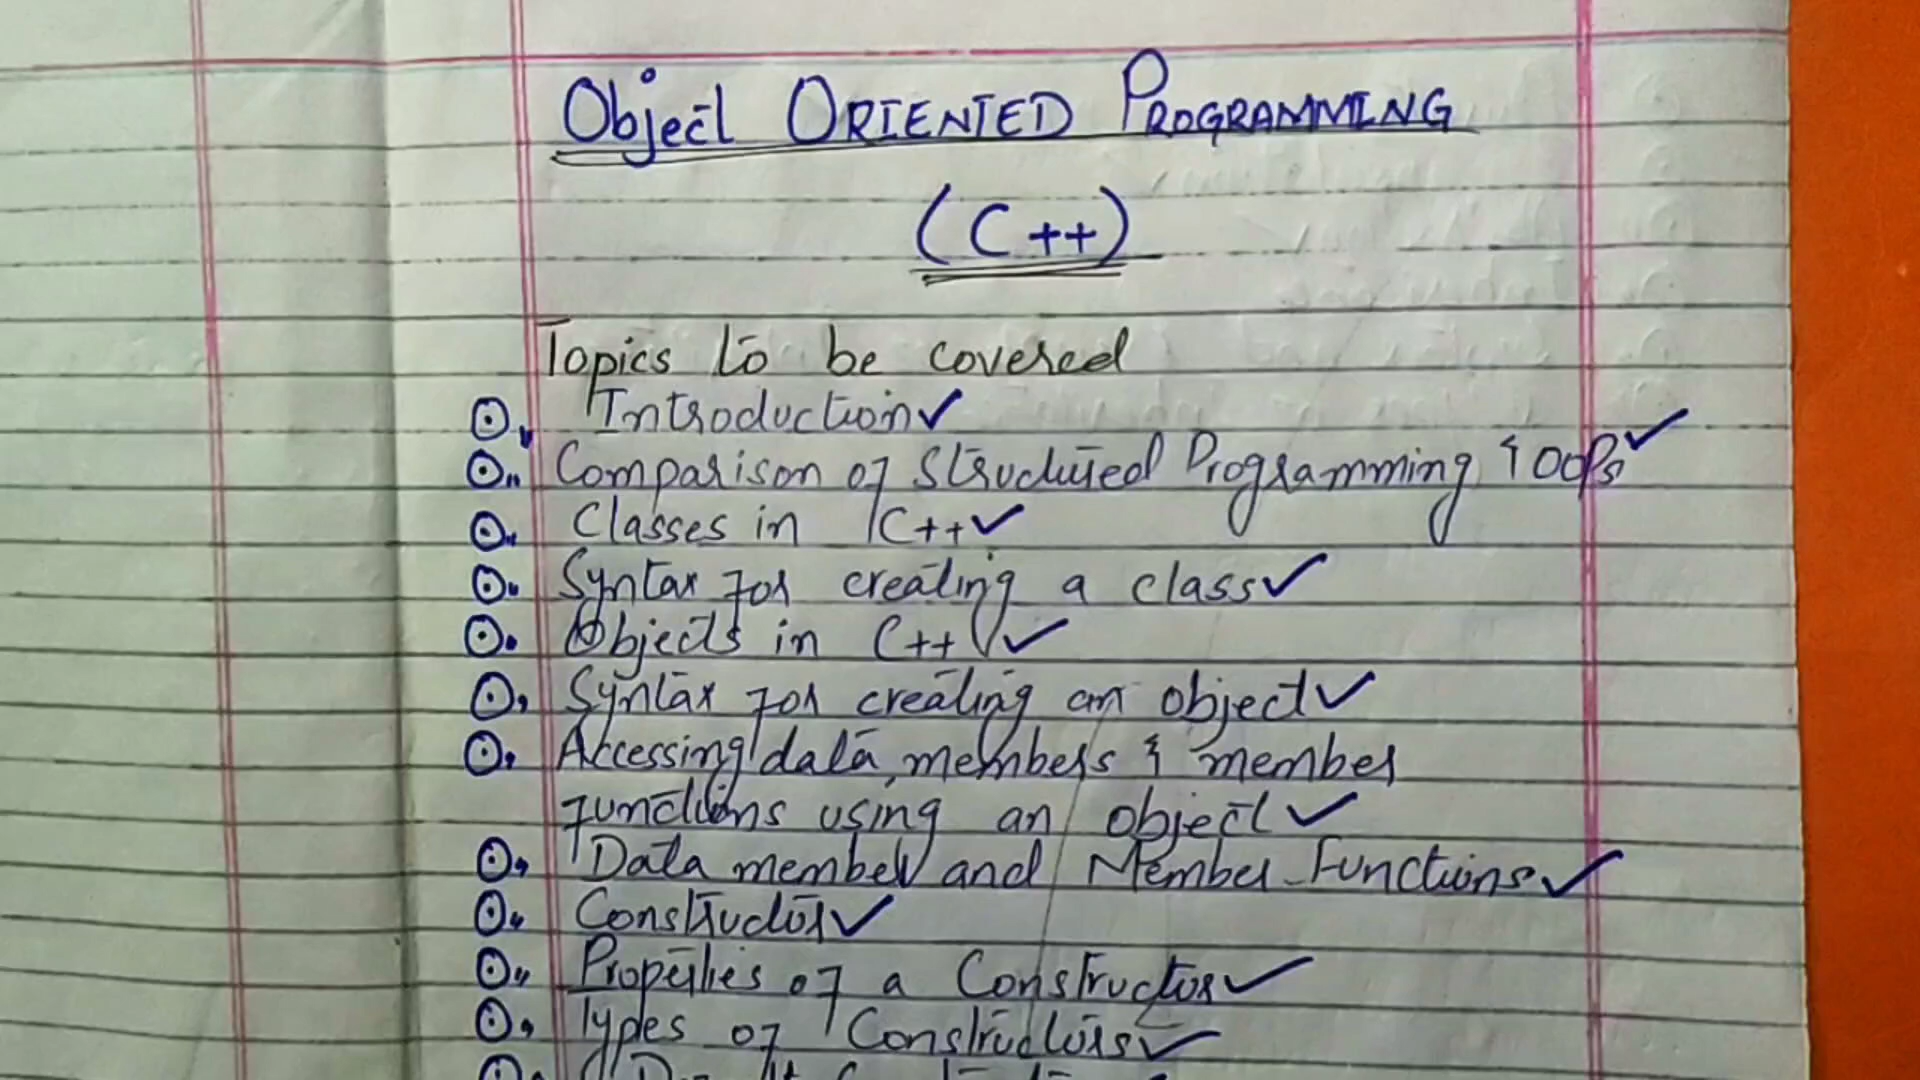 Object ORIENTED PROGRAMMING
(C++)
Topics to be covered
Introduction✓
Comparison of Structured Programming & OOPs✓
Classes in C++✓
Syntax for creating a class✓
Objects in C++✓
Syntax for creating an object✓
Accessing data members & member
functions using an object✓
Data member and Member Functions✓
Constructor✓
Properties of a Constructor✓
Types of Constructors✓